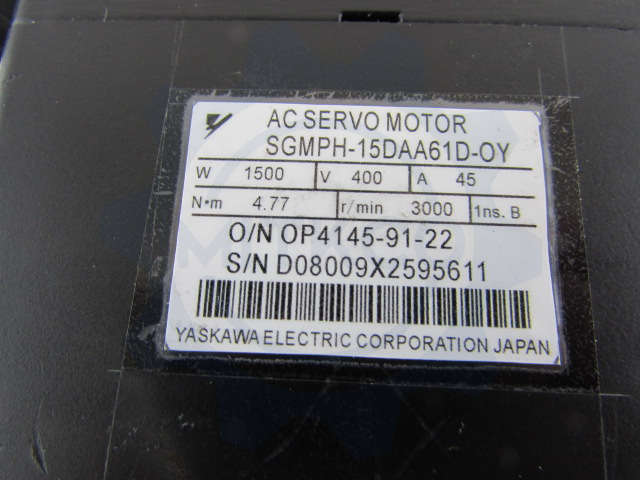 AC SERVO MOTOR
SGMPH-15DAA61D-OY
W 1500 V 400 A 45
N·m 4.77 r/min 3000 1ns. B
O/N OP4145-91-22
S/N D08009X2595611
YASKAWA ELECTRIC CORPORATION JAPAN